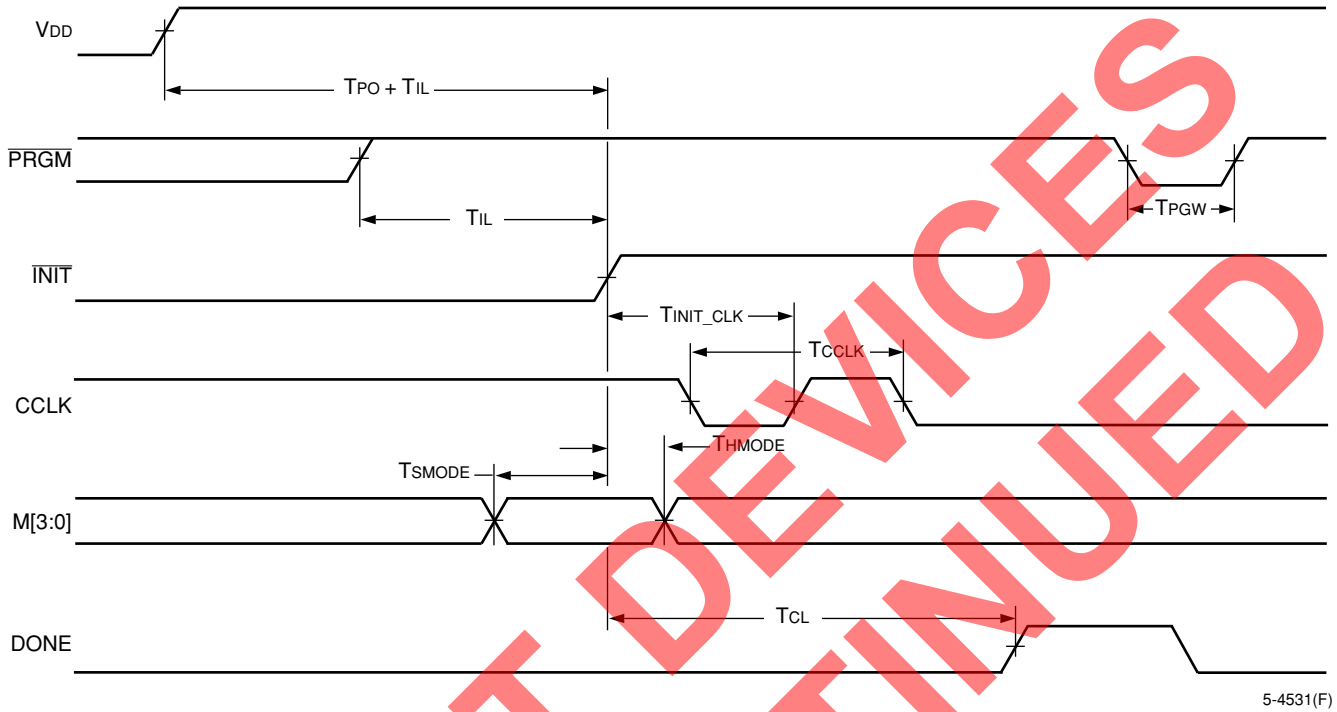 VDD
TPO + TIL
PRGM
TIL
TPGW
INIT
TINIT_CLK
TCCLK
CCLK
THMODE
TSMODE
M[3:0]
TCL
DONE
5-4531(F)
T DEVICES
TINUED